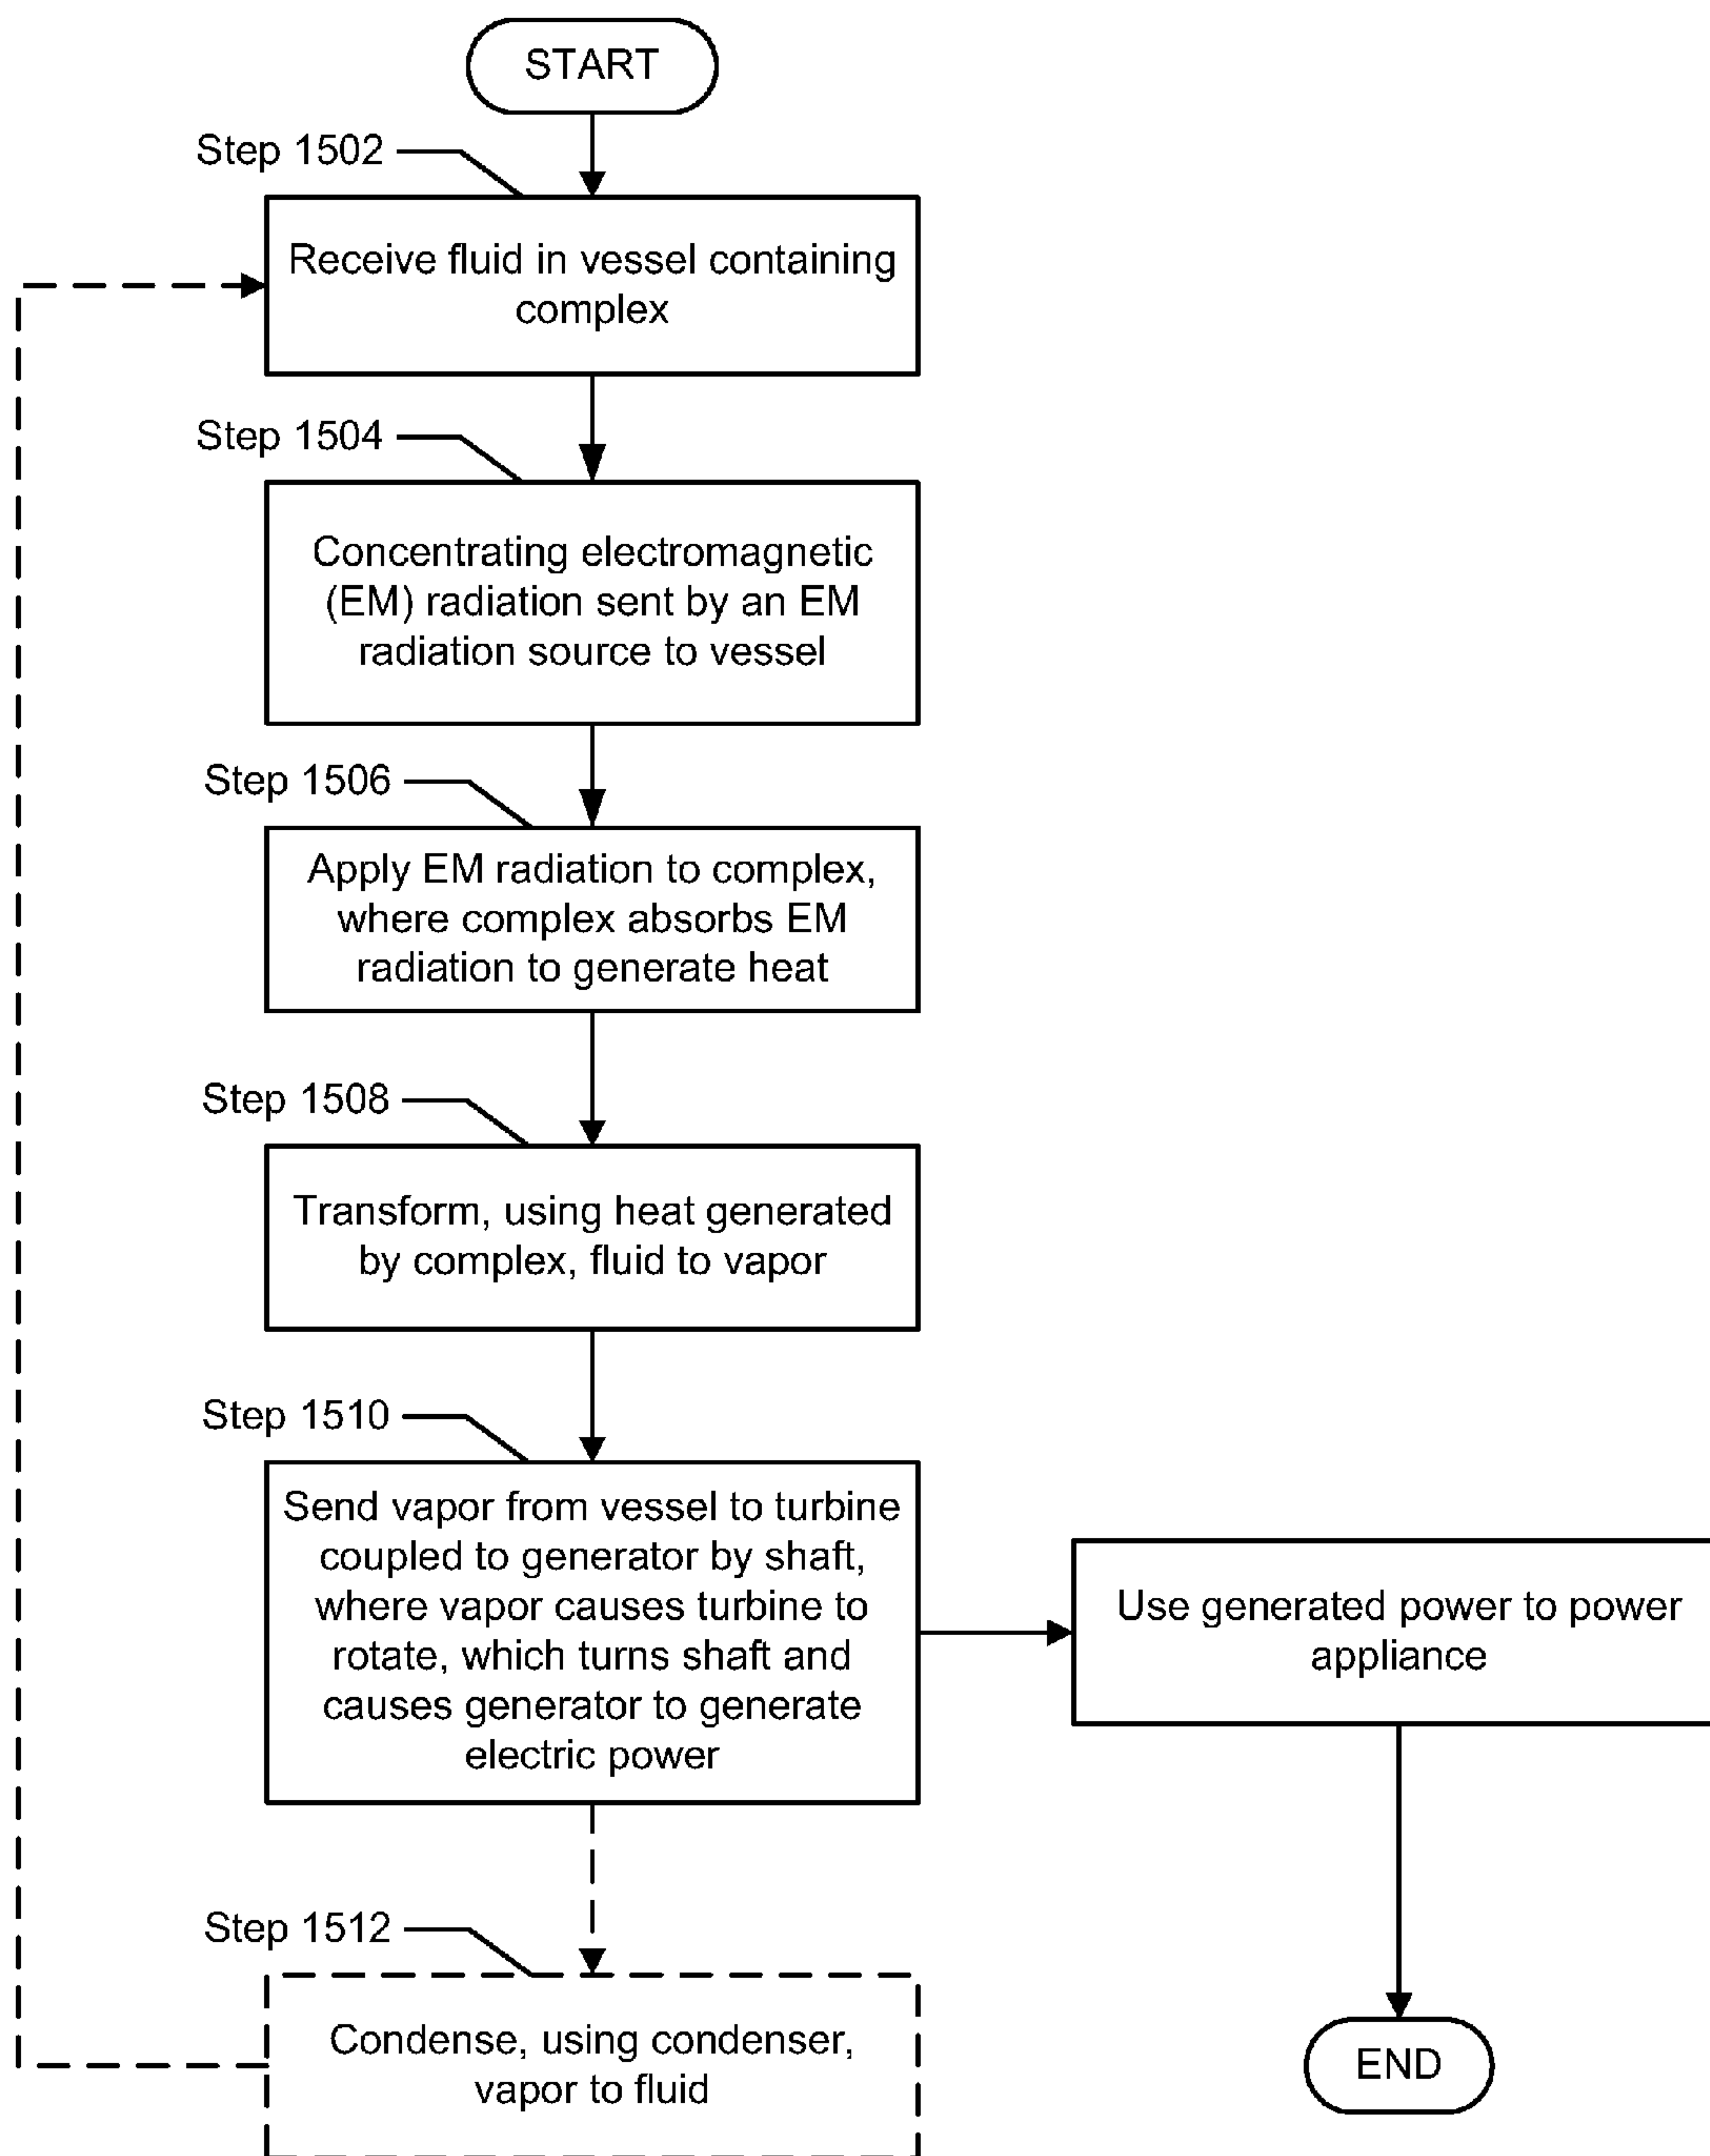 START
Step 1502
Receive fluid in vessel containing
complex
Step 1504
Concentrating electromagnetic
(EM) radiation sent by an EM
radiation source to vessel
Step 1506
Apply EM radiation to complex,
where complex absorbs EM
radiation to generate heat
Step 1508
Transform, using heat generated
by complex, fluid to vapor
Step 1510
Send vapor from vessel to turbine
coupled to generator by shaft,
where vapor causes turbine to
rotate, which turns shaft and
causes generator to generate
electric power
Use generated power to power
appliance
Step 1512
Condense, using condenser,
vapor to fluid
END